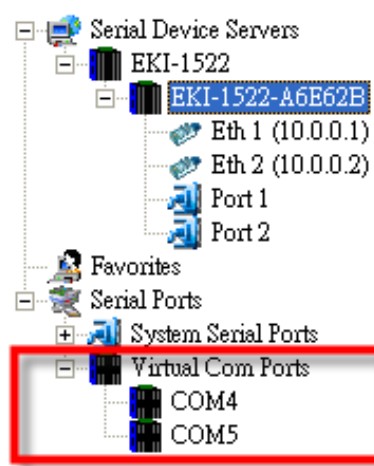 Serial Device Servers
EKI-1522
EKI-1522-A6E62B
Eth 1 (10.0.0.1)
Eth 2 (10.0.0.2)
Port 1
Port 2
Favorites
Serial Ports
System Serial Ports
Virtual Com Ports
COM4
COM5